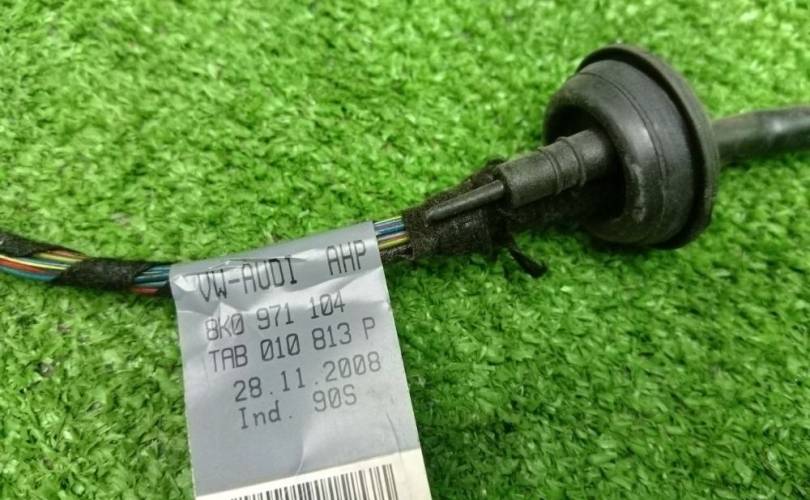 VW-AUDI AHP
8K0 971 104
TAB 010 813 P
28.11.2008
Ind. 90S